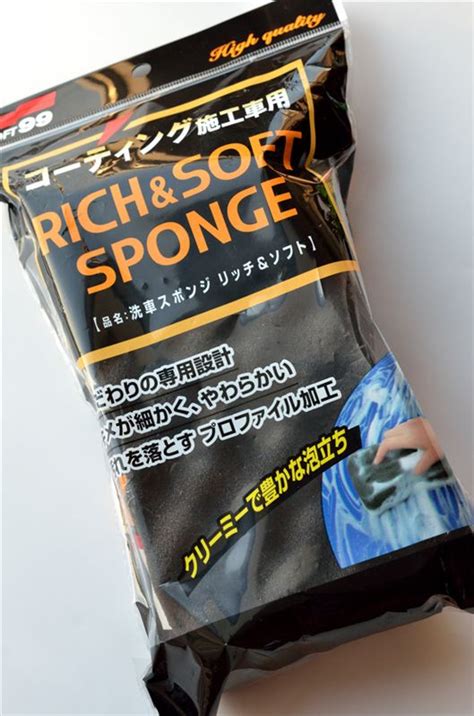 High quality
OFT99
コーティング施工車用
RICH&SOFT
SPONGE
【品名:洗車スポンジ リッチ&ソフト】
だわりの専用設計
メが細かく、やわらかい
れを落とす プロファイル加工
クリーミーで豊かな泡立ち